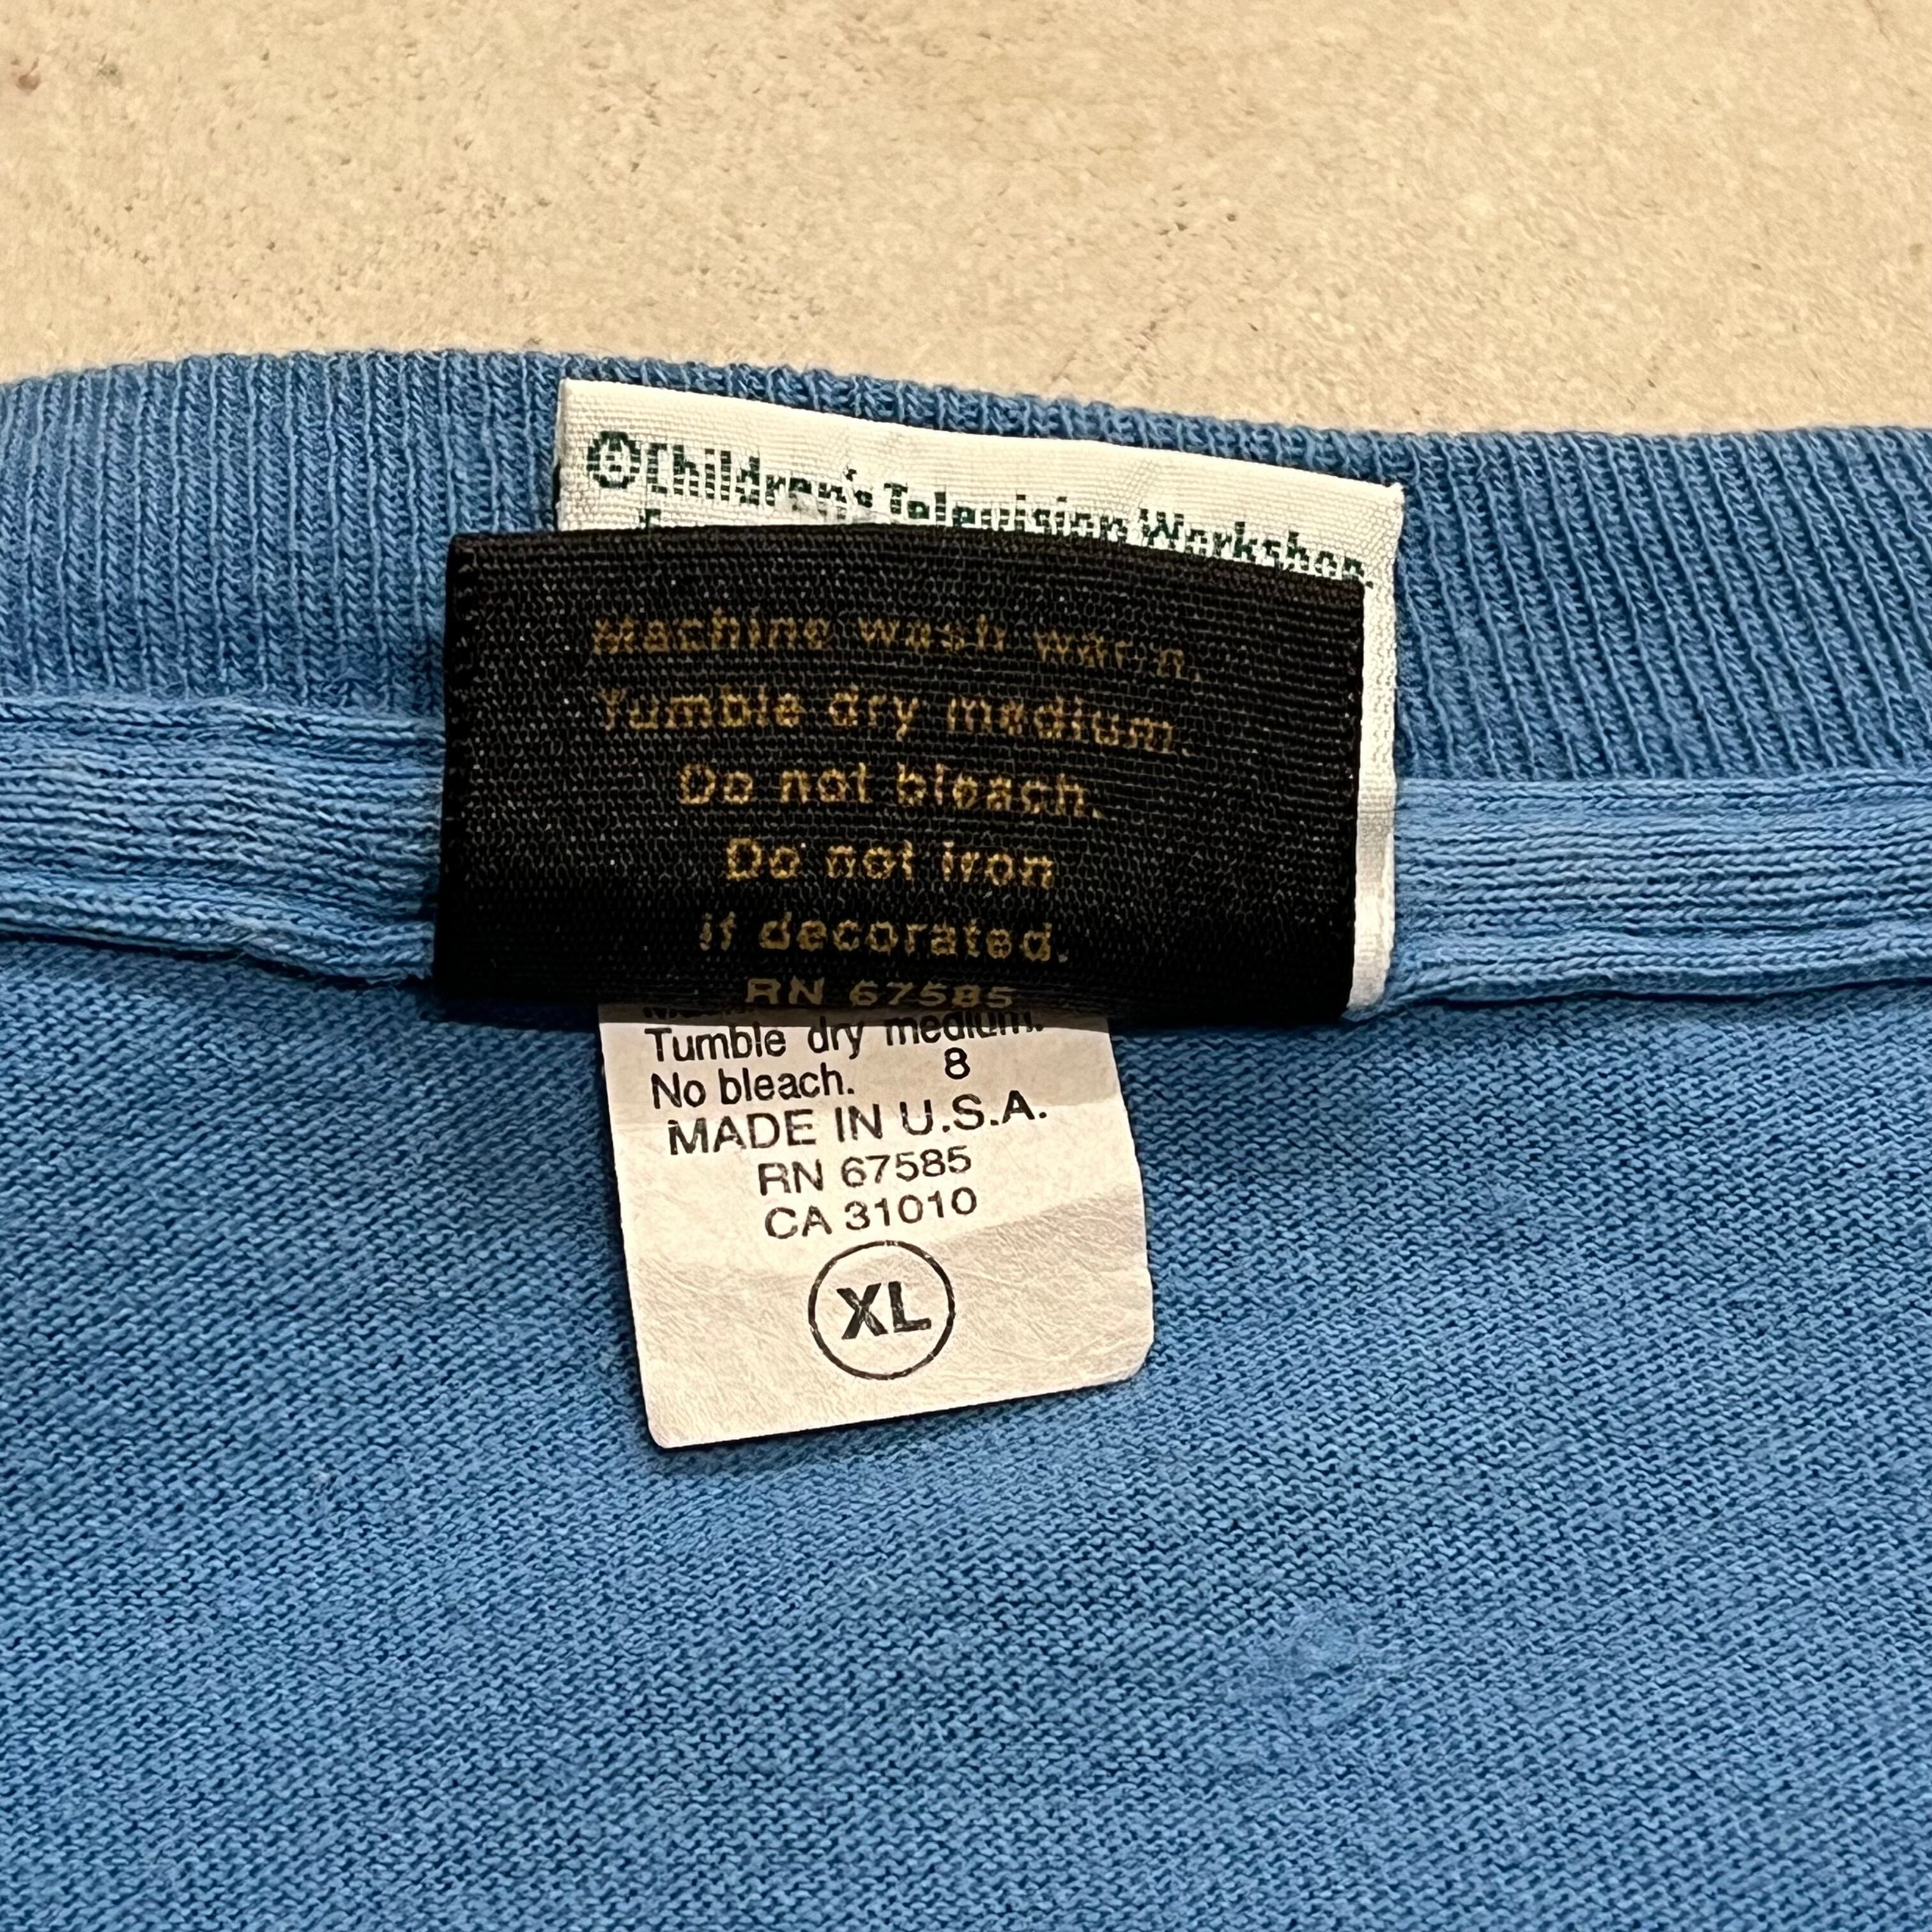 ©Children's Television Workshop.
Machine wash warm.
Tumble dry medium.
Do not bleach.
Do not iron
if decorated.
RN 67585
Tumble dry medium.
No bleach. 8
MADE IN U.S.A.
RN 67585
CA 31010
XL